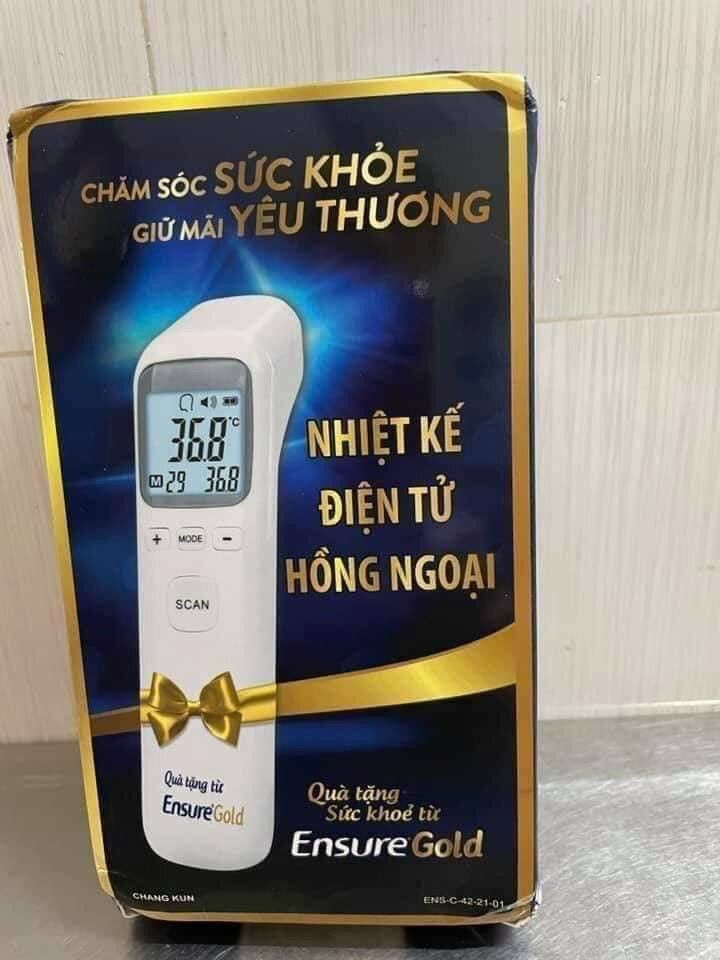 CHĂM SÓC SỨC KHỎE
GIỮ MÃI YÊU THƯƠNG
36.8 °C
M 29 36.8
+ MODE -
SCAN
NHIỆT KẾ
ĐIỆN TỬ
HỒNG NGOẠI
Quà tặng từ
Ensure Gold
Quà tặng
Sức khoẻ từ
Ensure Gold
CHANG KUN
ENS-C-42-21-01